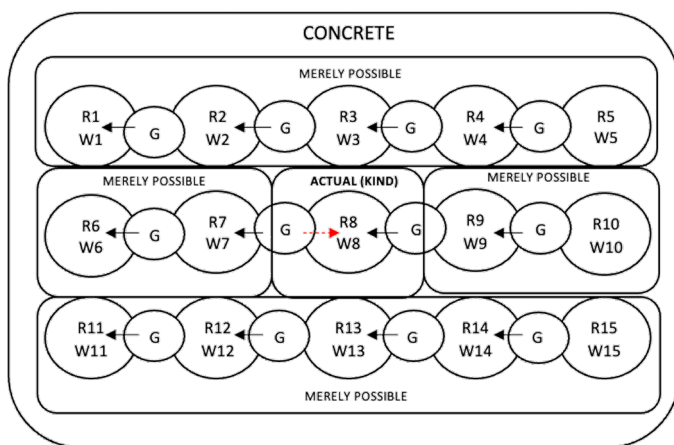 CONCRETE
MERELY POSSIBLE
R1 R2 R3 R4 R5
G G G G
W1 W2 W3 W4 W5
MERELY POSSIBLE ACTUAL (KIND) MERELY POSSIBLE
R6 R7 R8 R9 R10
G G G G
W6 W7 W8 W9 W10
R11 R12 R13 R14 R15
G G G G
W11 W12 W13 W14 W15
MERELY POSSIBLE